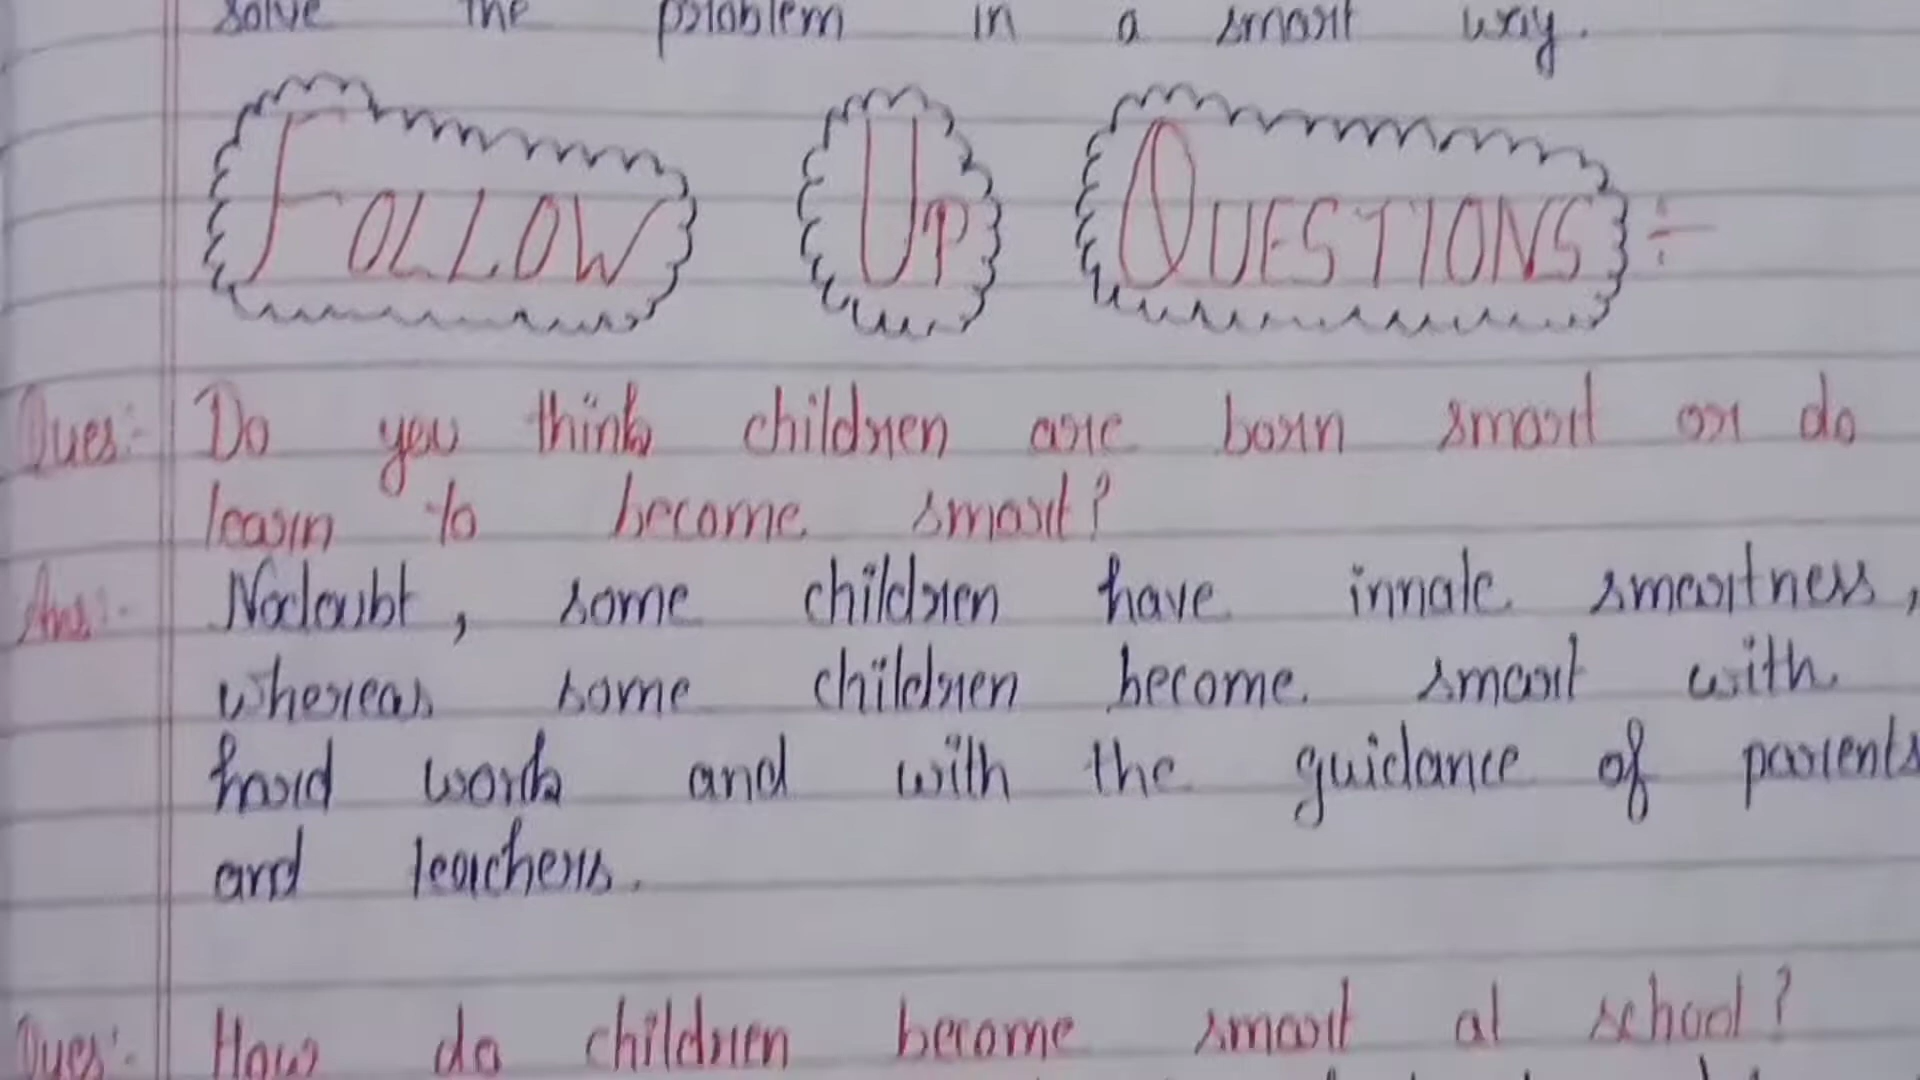 solve the problem in a smart way.
FOLLOW UP QUESTIONS ÷
Ques:- Do you think children are born smart or do
learn to become smart?
Ans:- Nodoubt, some children have innate smartness,
whereas some children become smart with
hard work and with the guidance of parents
and teachers.
Ques:- How do children become smart at school?